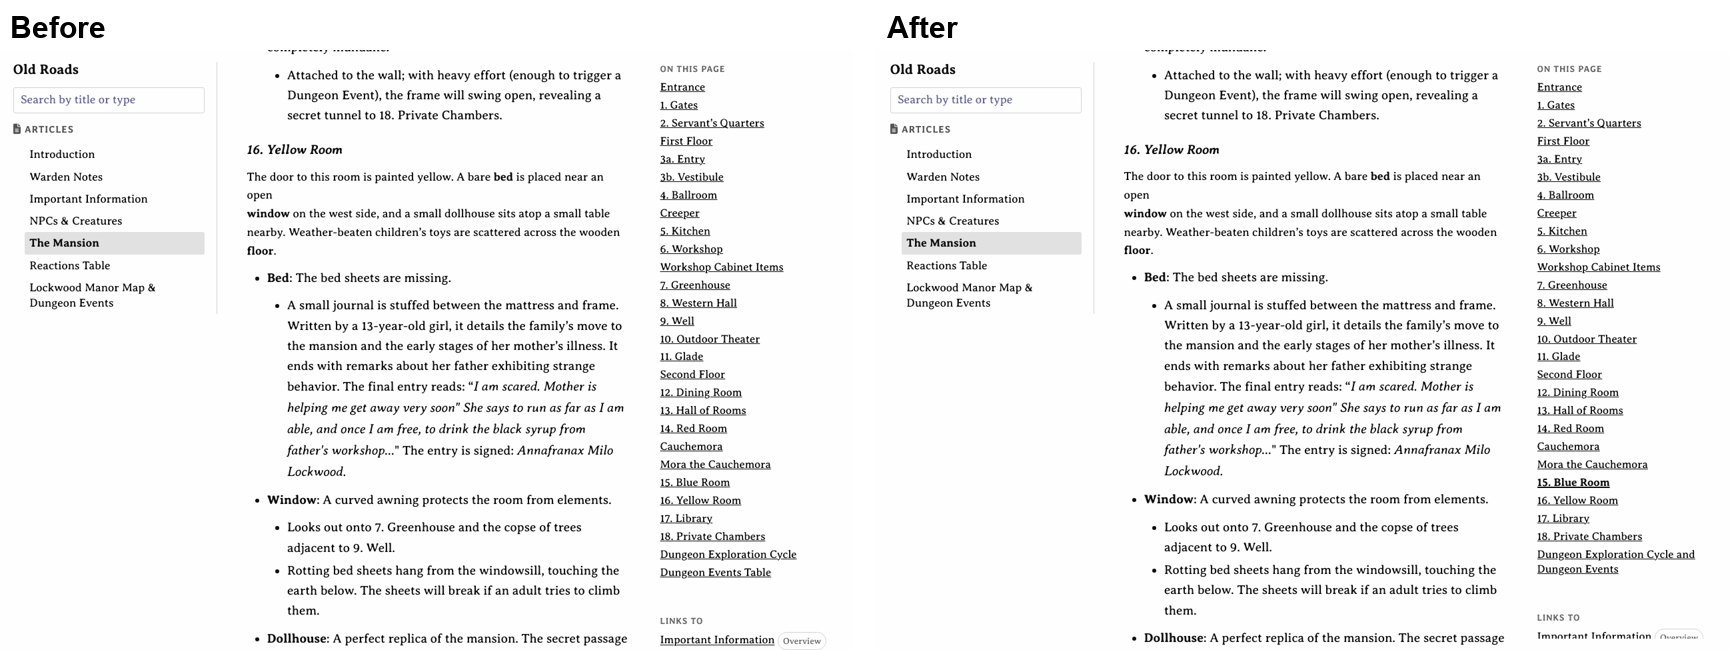 Before
Old Roads
Search by title or type
ARTICLES
Introduction
Warden Notes
Important Information
NPCs & Creatures
The Mansion
Reactions Table
Lockwood Manor Map &
Dungeon Events
completely mundane.
• Attached to the wall; with heavy effort (enough to trigger a
Dungeon Event), the frame will swing open, revealing a
secret tunnel to 18. Private Chambers.
16. Yellow Room
The door to this room is painted yellow. A bare bed is placed near an
open
window on the west side, and a small dollhouse sits atop a small table
nearby. Weather-beaten children's toys are scattered across the wooden
floor.
• Bed: The bed sheets are missing.
• A small journal is stuffed between the mattress and frame.
Written by a 13-year-old girl, it details the family's move to
the mansion and the early stages of her mother's illness. It
ends with remarks about her father exhibiting strange
behavior. The final entry reads: “I am scared. Mother is
helping me get away very soon” She says to run as far as I am
able, and once I am free, to drink the black syrup from
father's workshop...” The entry is signed: Annafranax Milo
Lockwood.
• Window: A curved awning protects the room from elements.
• Looks out onto 7. Greenhouse and the copse of trees
adjacent to 9. Well.
• Rotting bed sheets hang from the windowsill, touching the
earth below. The sheets will break if an adult tries to climb
them.
• Dollhouse: A perfect replica of the mansion. The secret passage
ON THIS PAGE
Entrance
1. Gates
2. Servant's Quarters
First Floor
3a. Entry
3b. Vestibule
4. Ballroom
Creeper
5. Kitchen
6. Workshop
Workshop Cabinet Items
7. Greenhouse
8. Western Hall
9. Well
10. Outdoor Theater
11. Glade
Second Floor
12. Dining Room
13. Hall of Rooms
14. Red Room
Cauchemora
Mora the Cauchemora
15. Blue Room
16. Yellow Room
17. Library
18. Private Chambers
Dungeon Exploration Cycle
Dungeon Events Table
LINKS TO
Important Information Overview
After
Old Roads
Search by title or type
ARTICLES
Introduction
Warden Notes
Important Information
NPCs & Creatures
The Mansion
Reactions Table
Lockwood Manor Map &
Dungeon Events
completely mundane.
• Attached to the wall; with heavy effort (enough to trigger a
Dungeon Event), the frame will swing open, revealing a
secret tunnel to 18. Private Chambers.
16. Yellow Room
The door to this room is painted yellow. A bare bed is placed near an
open
window on the west side, and a small dollhouse sits atop a small table
nearby. Weather-beaten children's toys are scattered across the wooden
floor.
• Bed: The bed sheets are missing.
• A small journal is stuffed between the mattress and frame.
Written by a 13-year-old girl, it details the family's move to
the mansion and the early stages of her mother's illness. It
ends with remarks about her father exhibiting strange
behavior. The final entry reads: “I am scared. Mother is
helping me get away very soon” She says to run as far as I am
able, and once I am free, to drink the black syrup from
father's workshop...” The entry is signed: Annafranax Milo
Lockwood.
• Window: A curved awning protects the room from elements.
• Looks out onto 7. Greenhouse and the copse of trees
adjacent to 9. Well.
• Rotting bed sheets hang from the windowsill, touching the
earth below. The sheets will break if an adult tries to climb
them.
• Dollhouse: A perfect replica of the mansion. The secret passage
ON THIS PAGE
Entrance
1. Gates
2. Servant's Quarters
First Floor
3a. Entry
3b. Vestibule
4. Ballroom
Creeper
5. Kitchen
6. Workshop
Workshop Cabinet Items
7. Greenhouse
8. Western Hall
9. Well
10. Outdoor Theater
11. Glade
Second Floor
12. Dining Room
13. Hall of Rooms
14. Red Room
Cauchemora
Mora the Cauchemora
15. Blue Room
16. Yellow Room
17. Library
18. Private Chambers
Dungeon Exploration Cycle and
Dungeon Events
LINKS TO
Important Information Overview